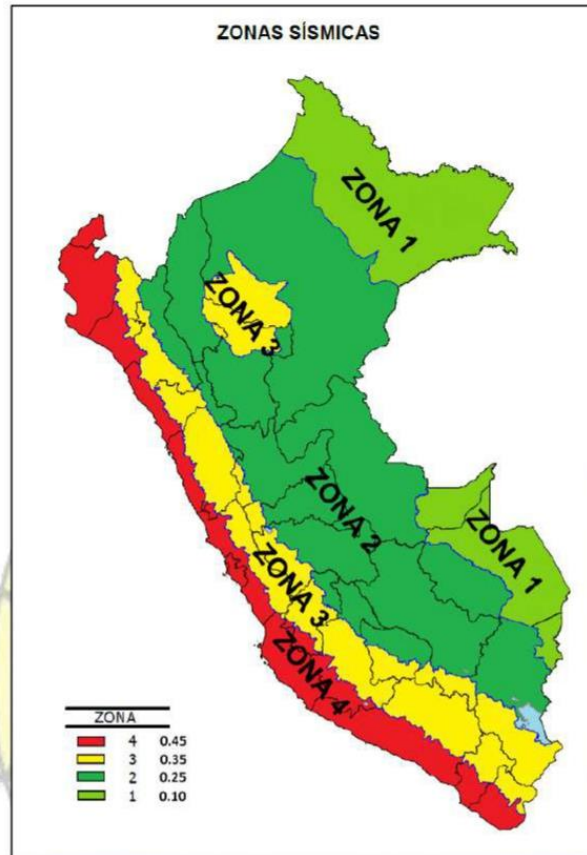 ZONAS SÍSMICAS
ZONA 1
ZONA 3
ZONA 2
ZONA 1
ZONA 3
ZONA 4
ZONA
4 0.45
3 0.35
2 0.25
1 0.10